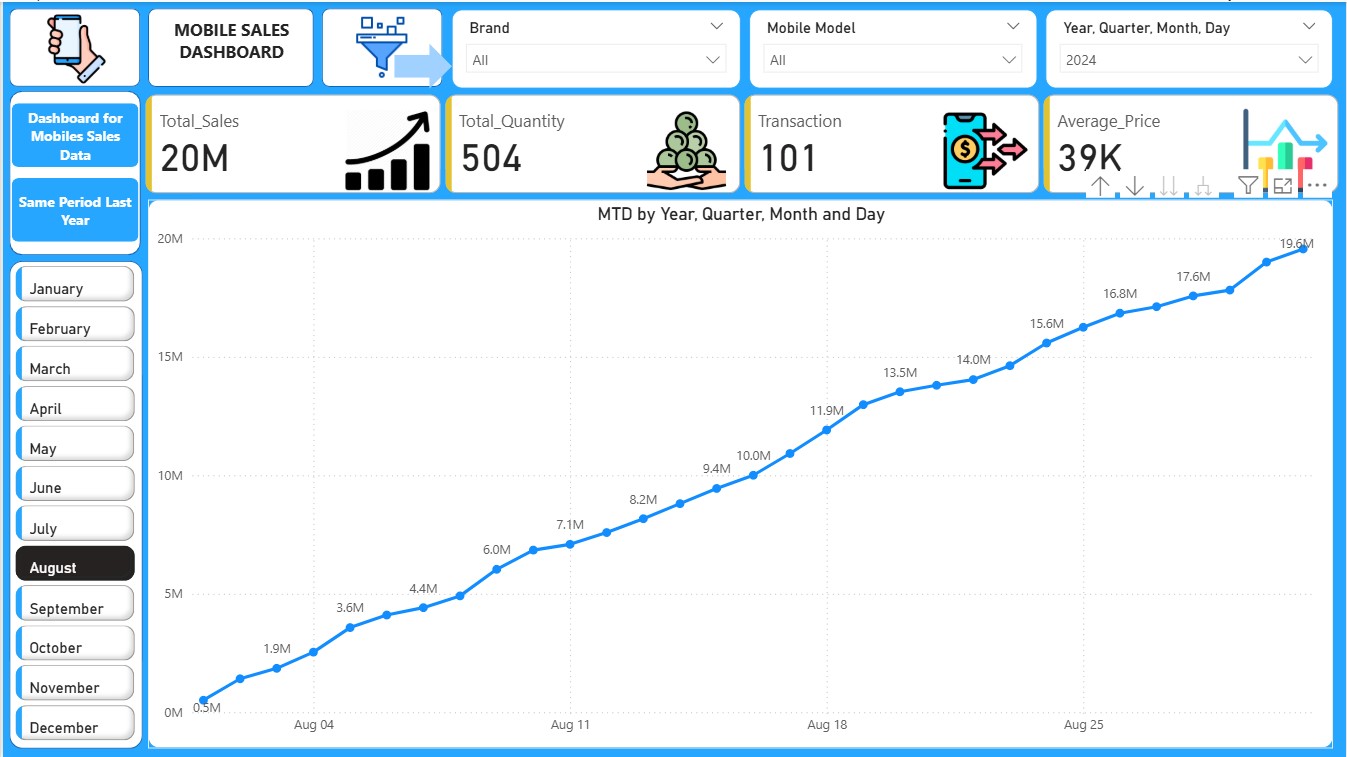 MOBILE SALES
DASHBOARD
Brand
All
Mobile Model
All
Year, Quarter, Month, Day
2024
Dashboard for
Mobiles Sales
Data
Same Period Last
Year
Total_Sales
20M
Total_Quantity
504
Transaction
101
Average_Price
39K
January
February
March
April
May
June
July
August
September
October
November
December
MTD by Year, Quarter, Month and Day
20M
15M
10M
5M
0M
0.5M
1.9M
3.6M
4.4M
6.0M
7.1M
8.2M
9.4M
10.0M
11.9M
13.5M
14.0M
15.6M
16.8M
17.6M
19.6M
Aug 04
Aug 11
Aug 18
Aug 25